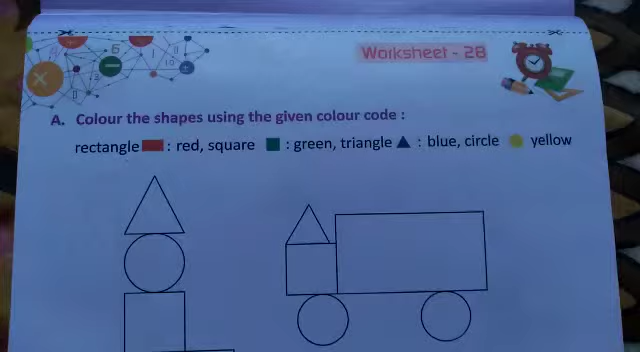 Worksheet - 28
A. Colour the shapes using the given colour code :
rectangle : red, square : green, triangle : blue, circle yellow